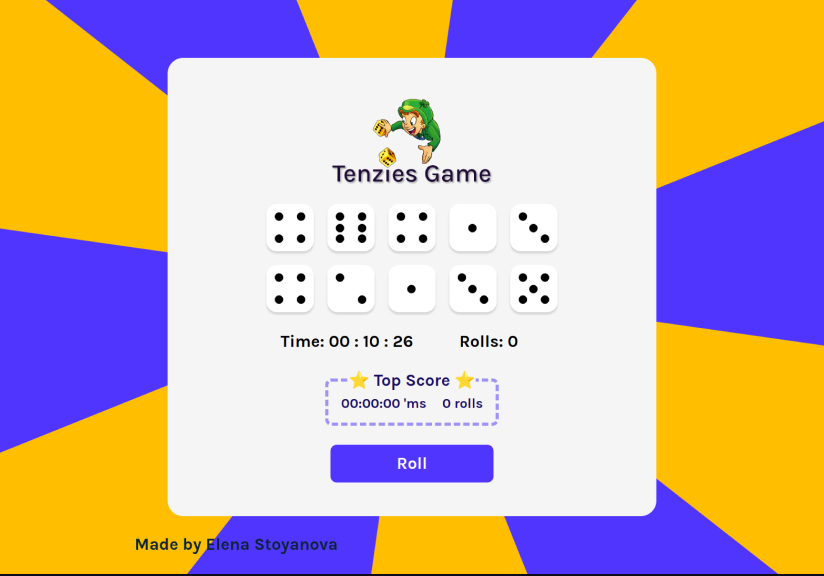 Tenzies Game
Time: 00 : 10 : 26 Rolls: 0
⭐ Top Score ⭐
00:00:00 'ms 0 rolls
Roll
Made by Elena Stoyanova